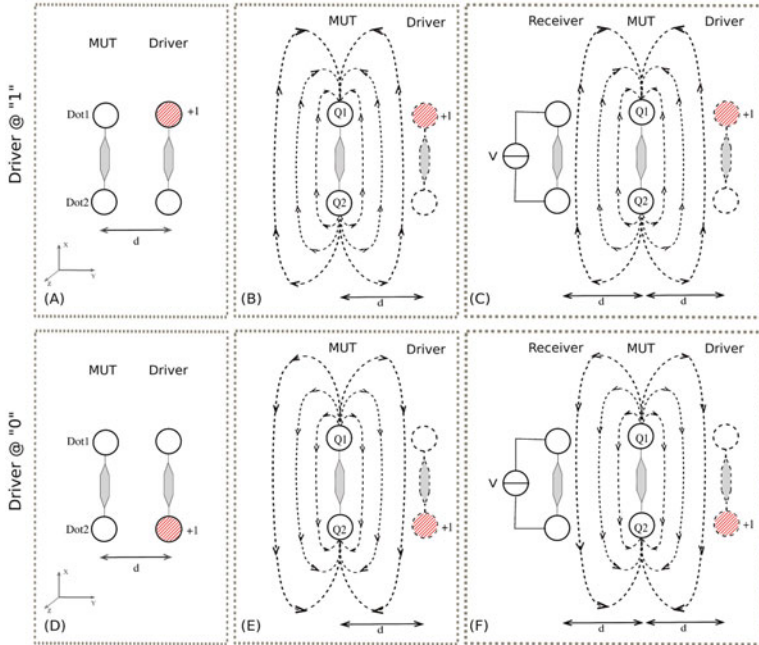 Driver @ "1"
MUT Driver
Dot1 +1
Dot2
d
X
Y
Z
(A)
MUT Driver
Q1 +1
Q2
d
(B)
Receiver MUT Driver
Q1 +1
V
Q2
d d
(C)
Driver @ "0"
MUT Driver
Dot1
Dot2 +1
d
X
Y
Z
(D)
MUT Driver
Q1
Q2 +1
d
(E)
Receiver MUT Driver
Q1
V
Q2 +1
d d
(F)